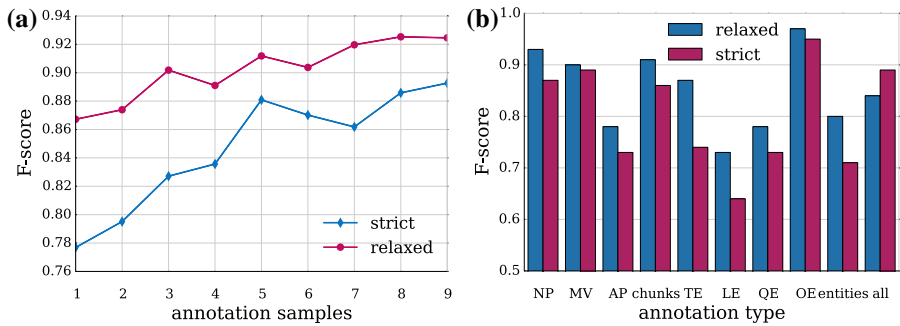 (a)
F-score
0.94
0.92
0.90
0.88
0.86
0.84
0.82
0.80
0.78
0.76
strict
relaxed
1 2 3 4 5 6 7 8 9
annotation samples
(b)
F-score
1.0
0.9
0.8
0.7
0.6
0.5
relaxed
strict
NP MV AP chunks TE LE QE OE entities all
annotation type